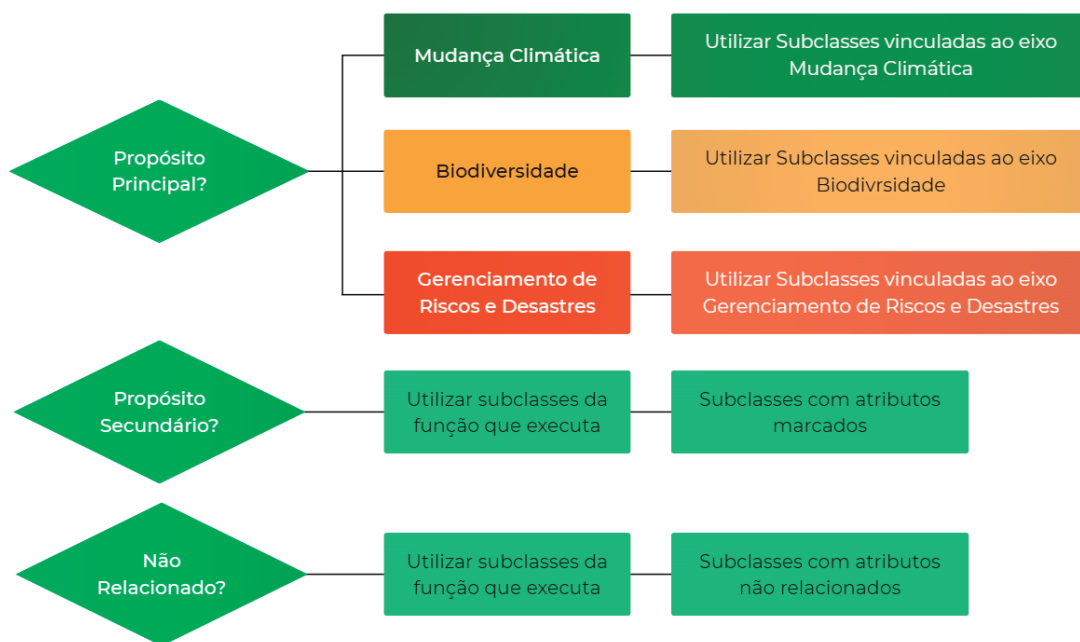 Propósito
Principal?
Mudança Climática
Utilizar Subclasses vinculadas ao eixo
Mudança Climática
Biodiversidade
Utilizar Subclasses vinculadas ao eixo
Biodivrsidade
Gerenciamento de
Riscos e Desastres
Utilizar Subclasses vinculadas ao eixo
Gerenciamento de Riscos e Desastres
Propósito
Secundário?
Utilizar subclasses da
função que executa
Subclasses com atributos
marcados
Não
Relacionado?
Utilizar subclasses da
função que executa
Subclasses com atributos
não relacionados